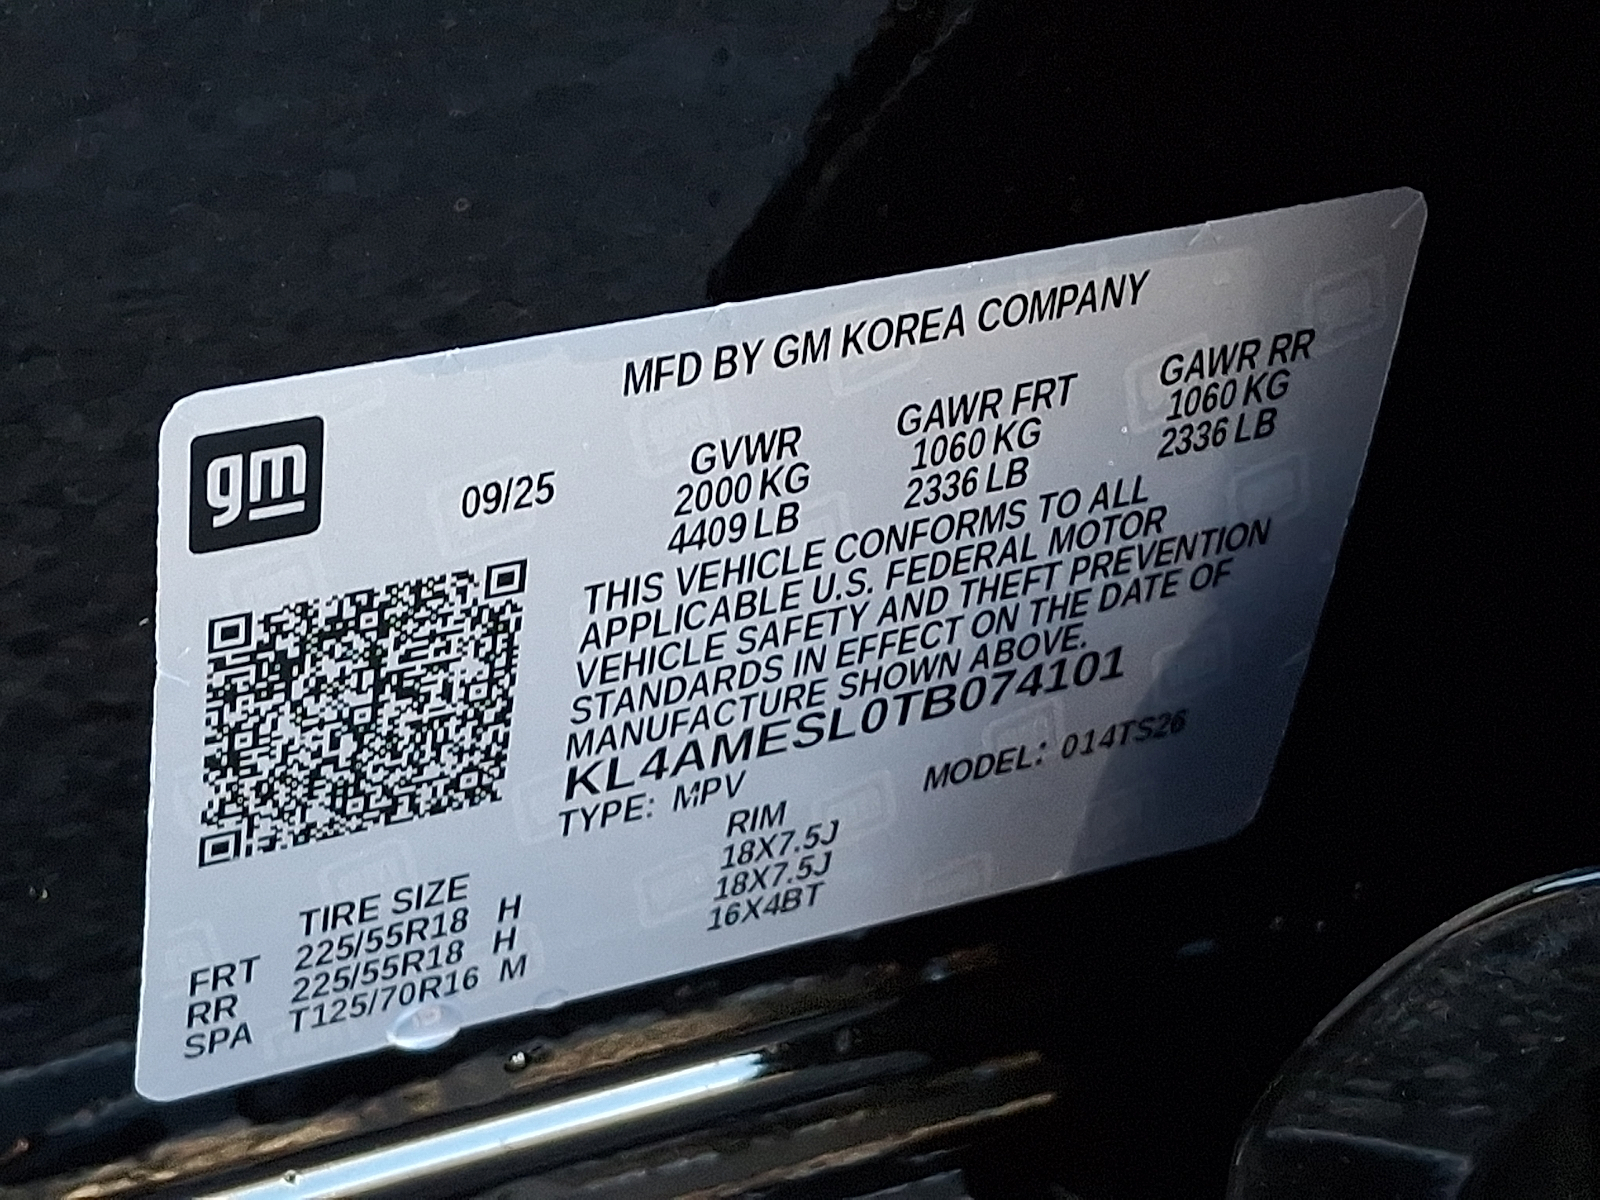 MFD BY GM KOREA COMPANY
gm
09/25
GVWR GAWR FRT GAWR RR
2000 KG 1060 KG 1060 KG
4409 LB 2336 LB 2336 LB
THIS VEHICLE CONFORMS TO ALL
APPLICABLE U.S. FEDERAL MOTOR
VEHICLE SAFETY AND THEFT PREVENTION
STANDARDS IN EFFECT ON THE DATE OF
MANUFACTURE SHOWN ABOVE.
KL4AMESL0TB074101
TYPE: MPV MODEL: 014TS26
TIRE SIZE RIM
FRT 225/55R18 H 18X7.5J
RR 225/55R18 H 18X7.5J
SPA T125/70R16 M 16X4BT